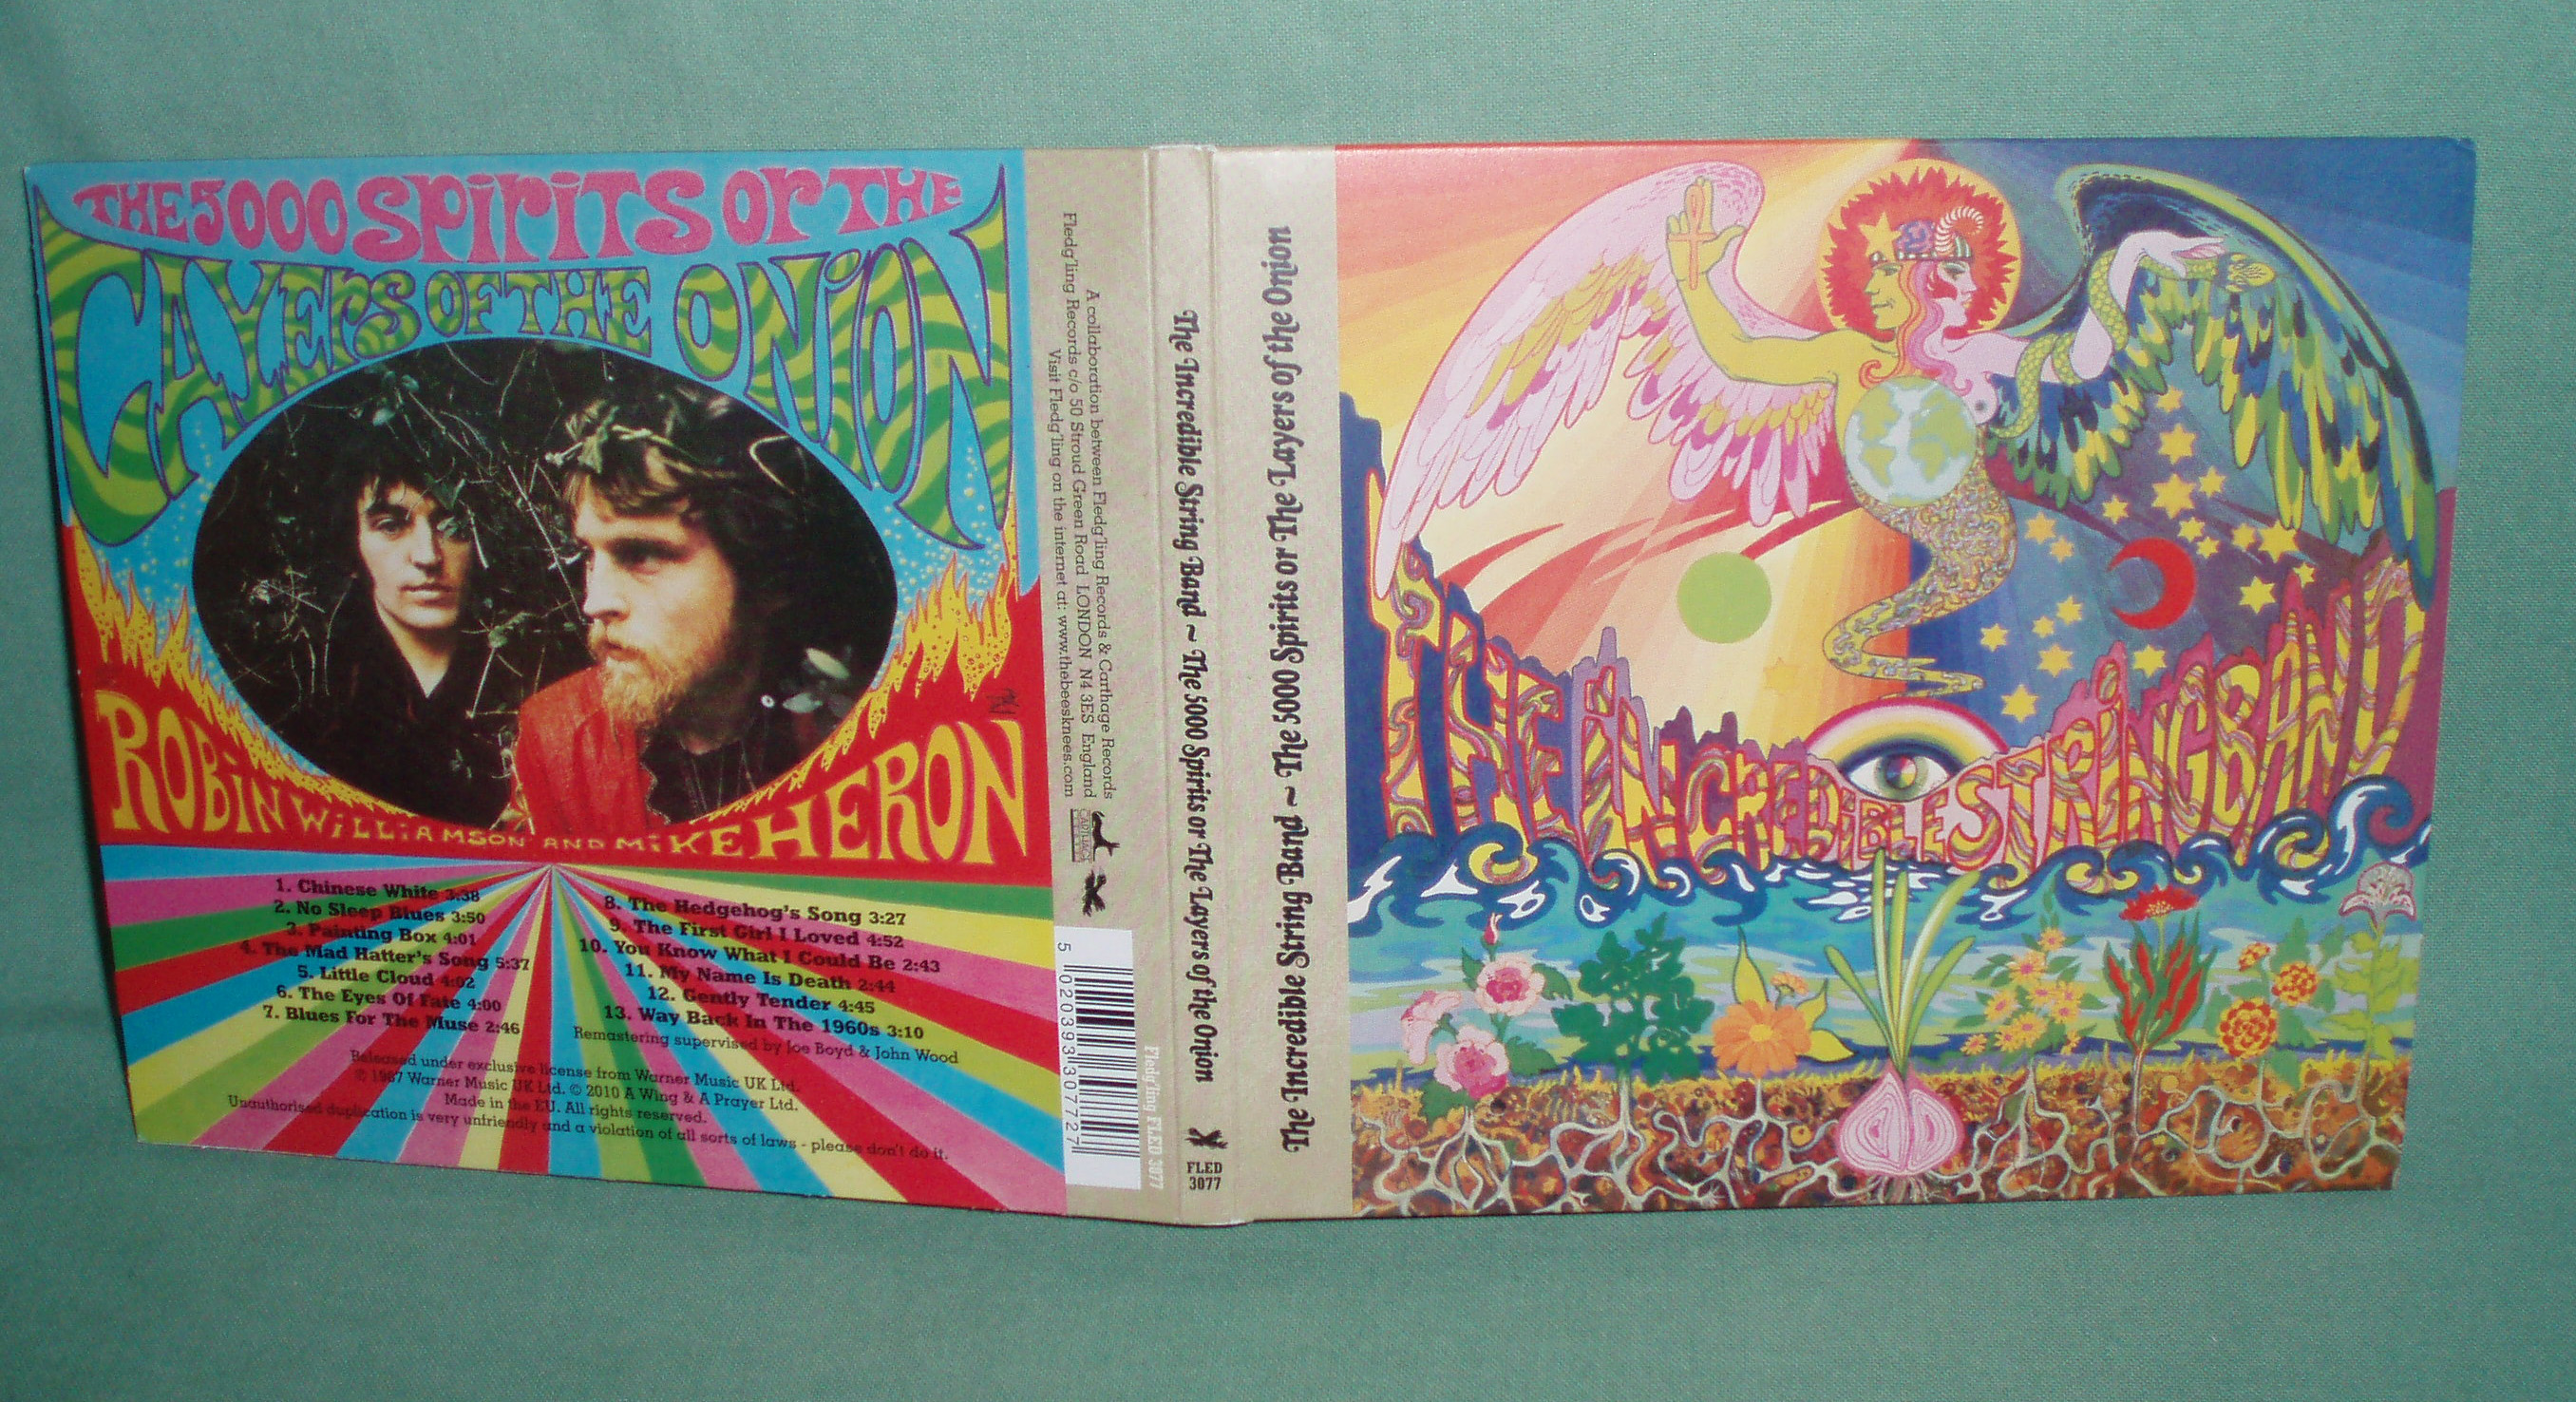 THE 5000 SPiRiTS OR THE
LAYERS OF THE ONiON
ROBiN WiLLiAMSON AND MiKE HERON
1. Chinese White 3:38
2. No Sleep Blues 3:50
3. Painting Box 4:01
4. The Mad Hatter's Song 5:37
5. Little Cloud 4:02
6. The Eyes Of Fate 4:00
7. Blues For The Muse 2:46
8. The Hedgehog's Song 3:27
9. The First Girl I Loved 4:52
10. You Know What I Could Be 2:43
11. My Name Is Death 2:44
12. Gently Tender 4:45
13. Way Back In The 1960s 3:10
Remastering supervised by Joe Boyd & John Wood
Released under exclusive license from Warner Music UK Ltd.
℗ 1967 Warner Music UK Ltd. © 2010 A Wing & A Prayer Ltd.
Made in the EU. All rights reserved.
Unauthorised duplication is very unfriendly and a violation of all sorts of laws - please don't do it.
A collaboration between Fledg'ling Records & Carthage Records
Fledg'ling Records c/o 50 Stroud Green Road LONDON N4 3ES England
Visit Fledg'ling on the internet at: www.thebeesknees.com
CARTHAGE
5 020393 307727
Fledg'ling FLED 3077
The Incredible String Band ~ The 5000 Spirits or The Layers of the Onion
FLED
3077
The Incredible String Band ~ The 5000 Spirits or The Layers of the Onion
THE iNCREDiBLE STRiNG BAND